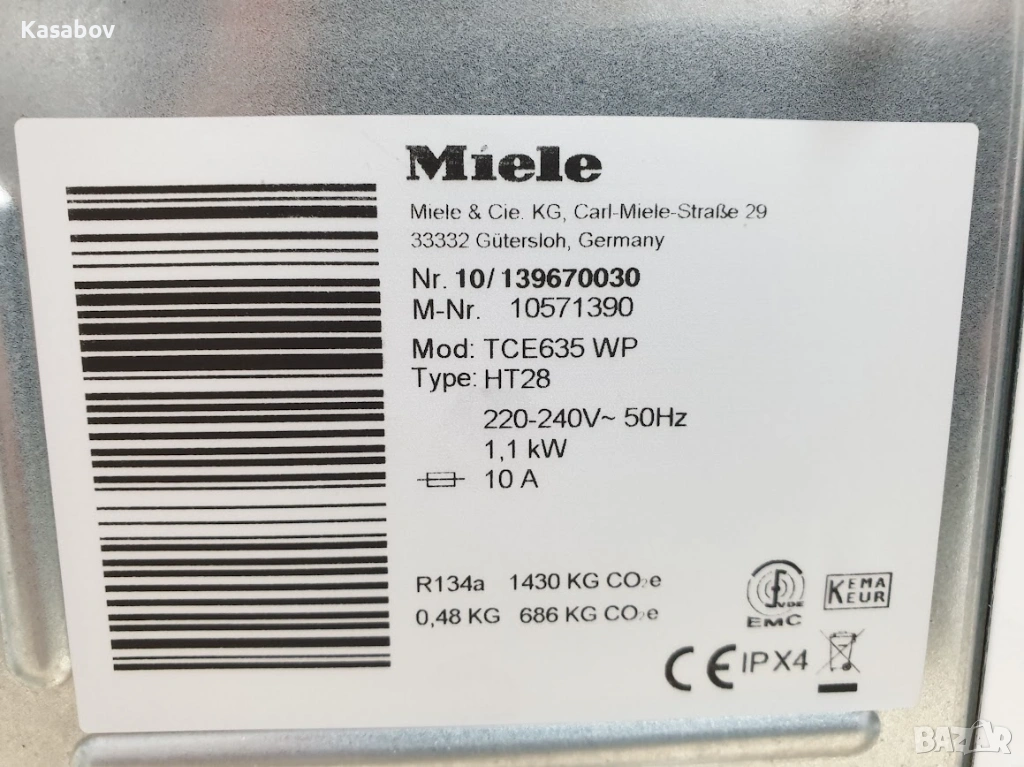 Kasabov
Miele
Miele & Cie. KG, Carl-Miele-Straße 29
33332 Gütersloh, Germany
Nr. 10/139670030
M-Nr. 10571390
Mod: TCE635 WP
Type: HT28
220-240V~ 50Hz
1,1 kW
10 A
R134a 1430 KG CO₂e
0,48 KG 686 KG CO₂e
VDE
EMC
KEMA
KEUR
CE IPX4
BAZAR